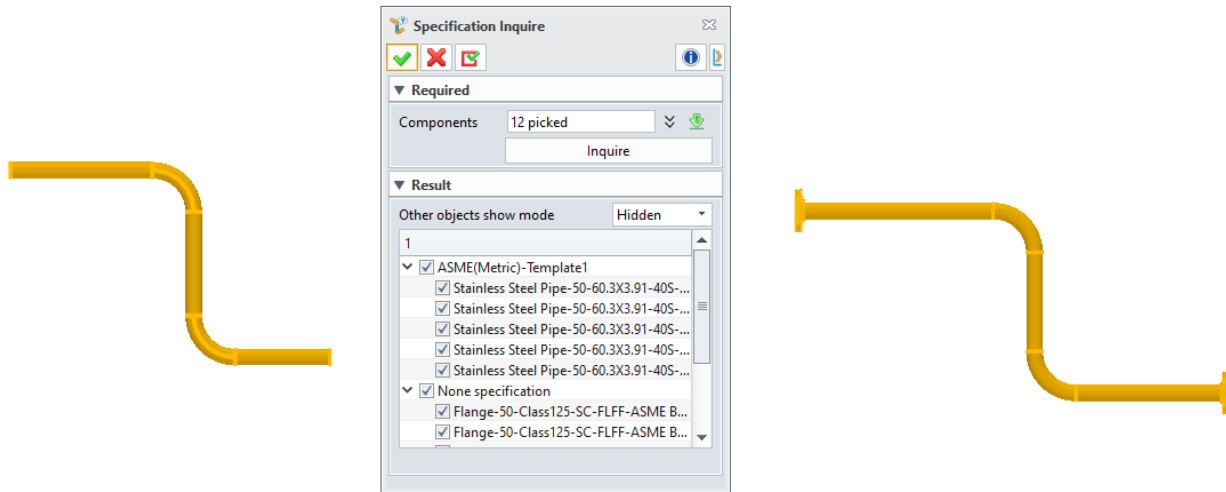 Specification Inquire
Required
Components 12 picked
Inquire
Result
Other objects show mode Hidden
1
ASME(Metric)-Template1
Stainless Steel Pipe-50-60.3X3.91-40S-...
Stainless Steel Pipe-50-60.3X3.91-40S-...
Stainless Steel Pipe-50-60.3X3.91-40S-...
Stainless Steel Pipe-50-60.3X3.91-40S-...
Stainless Steel Pipe-50-60.3X3.91-40S-...
None specification
Flange-50-Class125-SC-FLFF-ASME B...
Flange-50-Class125-SC-FLFF-ASME B...